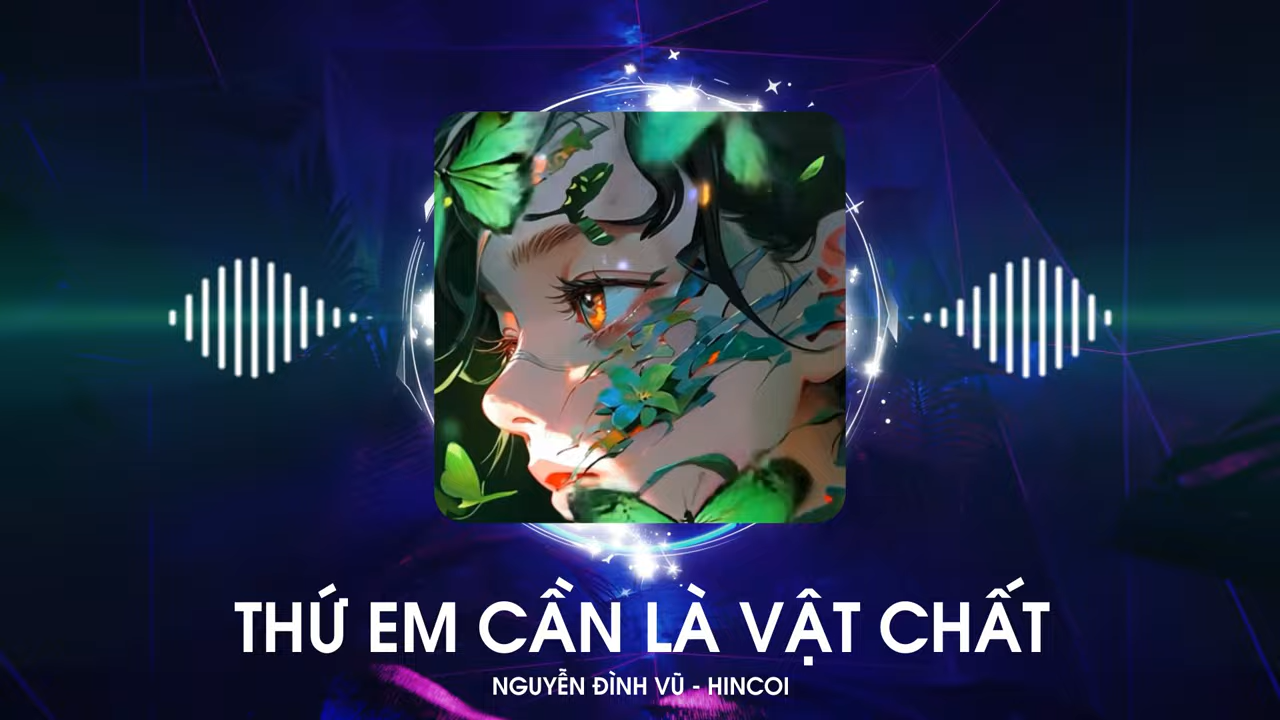 THỨ EM CẦN LÀ VẬT CHẤT
NGUYỄN ĐÌNH VŨ - HINCOI